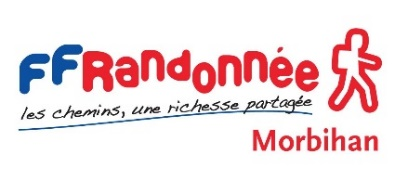 FFRandonnée
les chemins, une richesse partagée
Morbihan